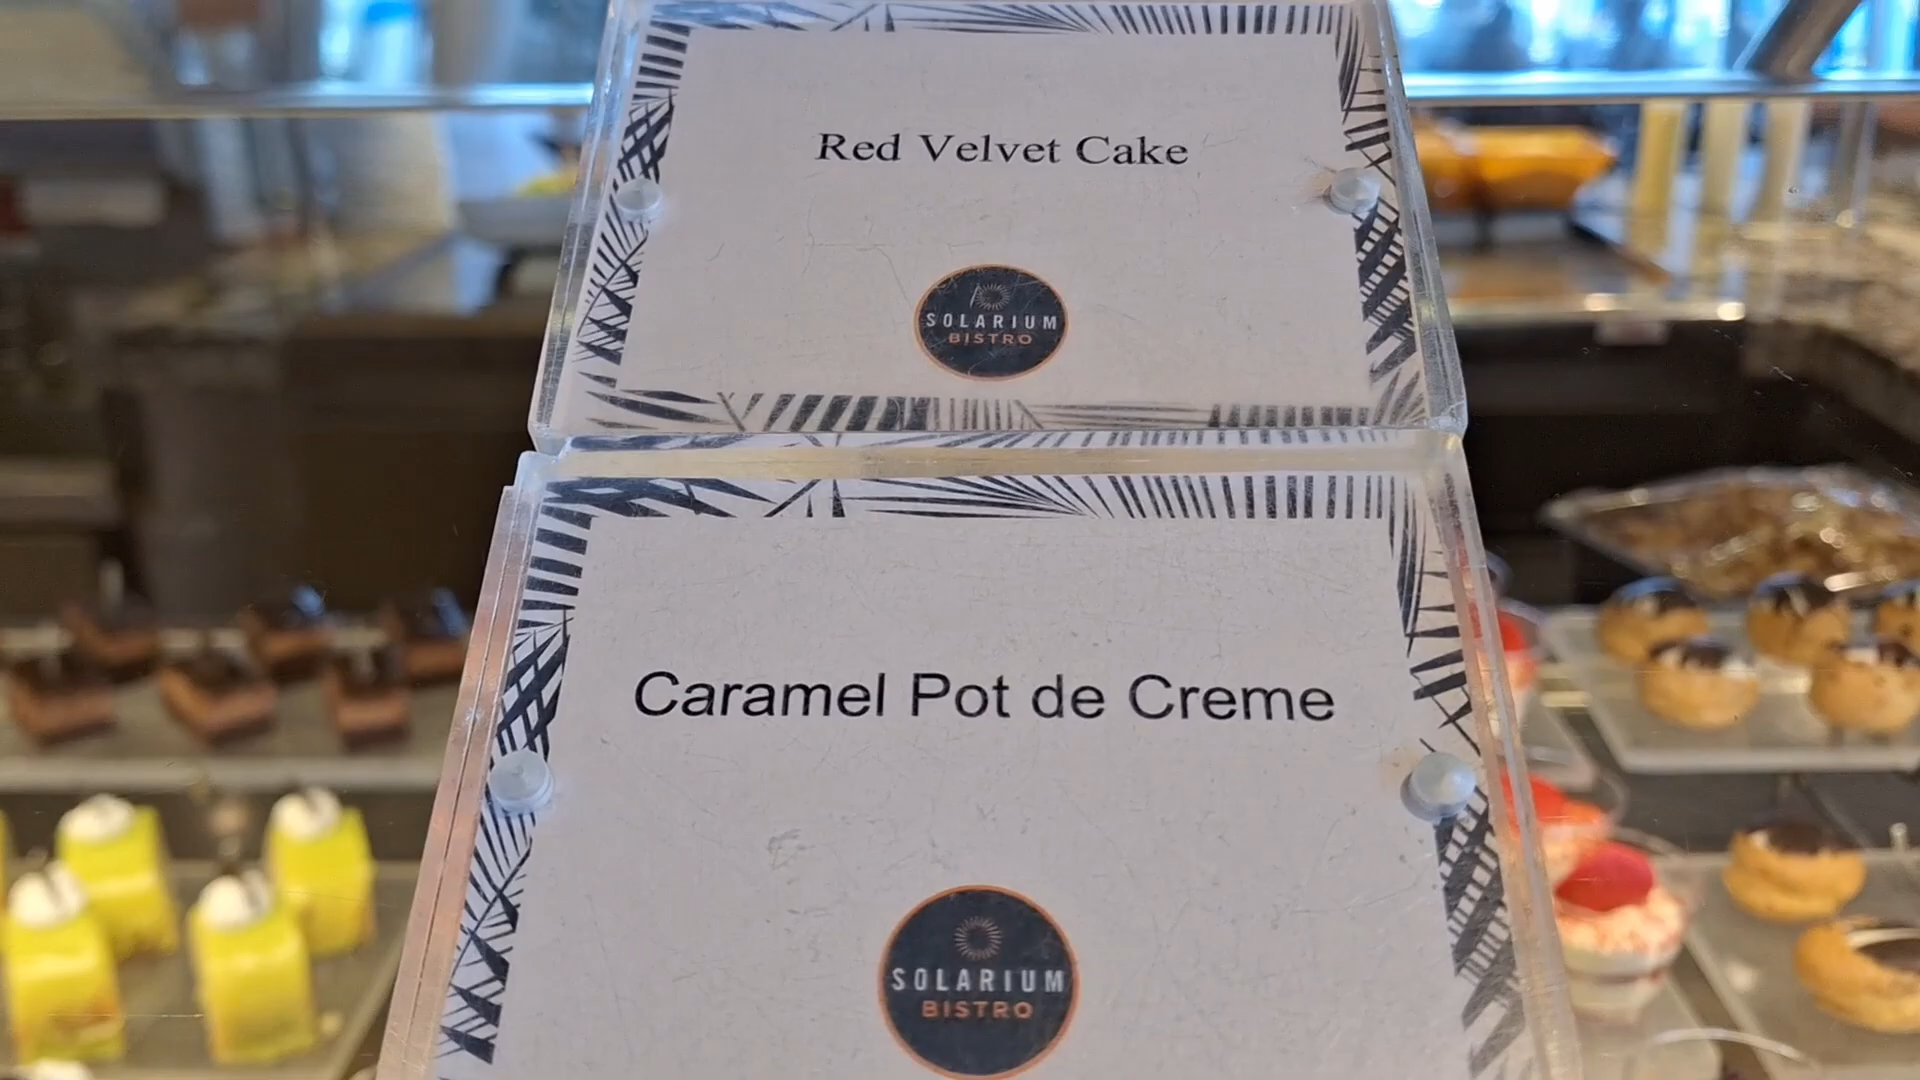 Red Velvet Cake
SOLARIUM
BISTRO
Caramel Pot de Creme
SOLARIUM
BISTRO